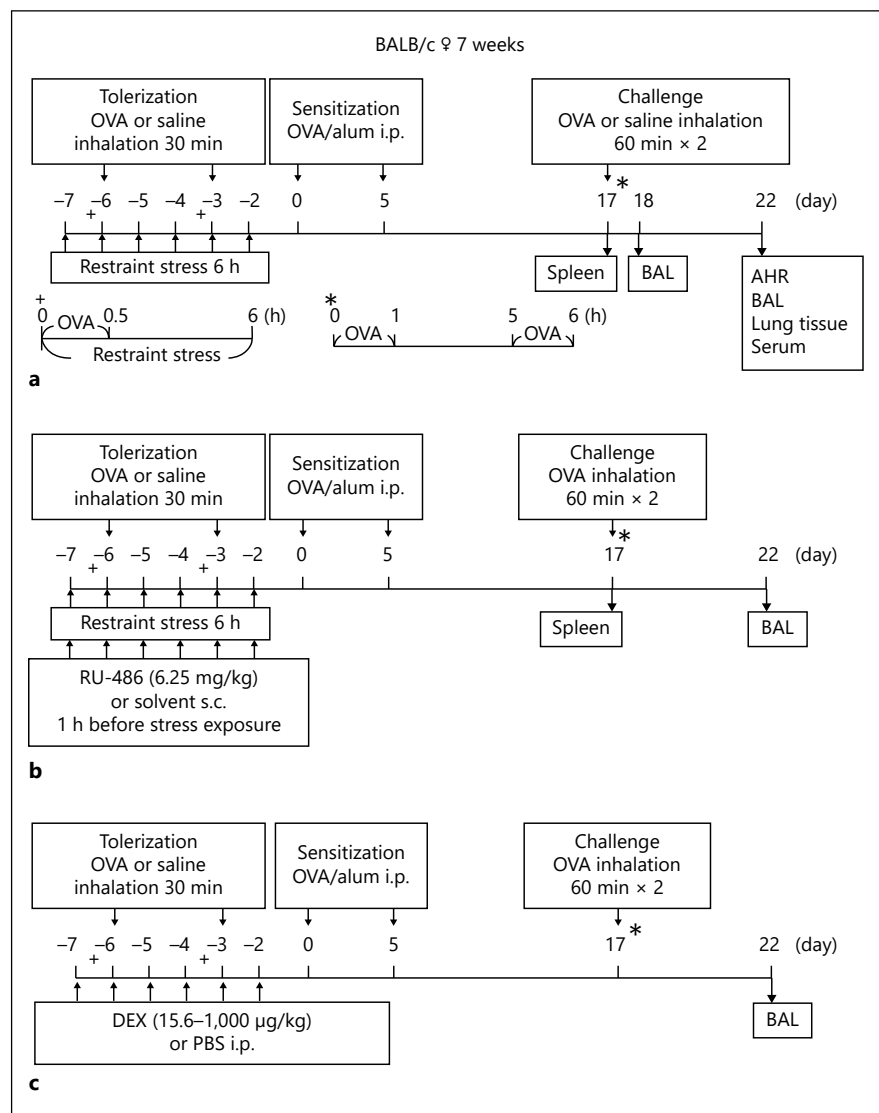 BALB/c ♀ 7 weeks
Tolerization
OVA or saline
inhalation 30 min
Sensitization
OVA/alum i.p.
Challenge
OVA or saline inhalation
60 min × 2
–7 + –6 –5 –4 + –3 –2 0 5 17 * 18 22 (day)
Restraint stress 6 h
Spleen
BAL
AHR
BAL
Lung tissue
Serum
+
0 0.5 6 (h)
OVA
Restraint stress
*
0 1 5 6 (h)
OVA OVA
a
Tolerization
OVA or saline
inhalation 30 min
Sensitization
OVA/alum i.p.
Challenge
OVA inhalation
60 min × 2
–7 + –6 –5 –4 + –3 –2 0 5 17 * 22 (day)
Restraint stress 6 h
Spleen
BAL
RU-486 (6.25 mg/kg)
or solvent s.c.
1 h before stress exposure
b
Tolerization
OVA or saline
inhalation 30 min
Sensitization
OVA/alum i.p.
Challenge
OVA inhalation
60 min × 2
–7 + –6 –5 –4 + –3 –2 0 5 17 * 22 (day)
DEX (15.6–1,000 µg/kg)
or PBS i.p.
BAL
c